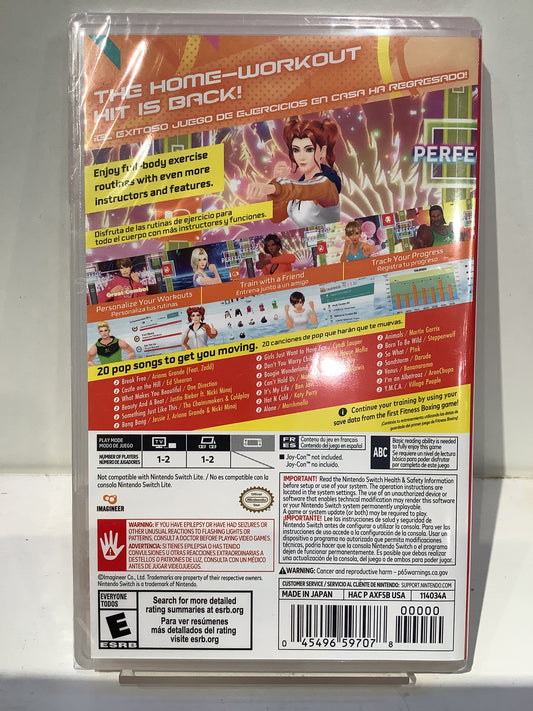 THE HOME-WORKOUT
HIT IS BACK!
¡EL EXITOSO JUEGO DE EJERCICIOS EN CASA HA REGRESADO!
Enjoy full-body exercise
routines with even more
instructors and features.
Disfruta de las rutinas de ejercicio para
todo el cuerpo con más instructores y funciones.
PERFE
Great Combo!
Personalize Your Workouts
Personaliza tus rutinas
Train with a Friend
Entrena junto a un amigo
Track Your Progress
Registra tu progreso
20 pop songs to get you moving. 20 canciones de pop que harán que te muevas.
Break Free / Ariana Grande (Feat. Zedd)
Castle on the Hill / Ed Sheeran
What Makes You Beautiful / One Direction
Beauty And A Beat / Justin Bieber ft. Nicki Minaj
Something Just Like This / The Chainsmokers & Coldplay
Bang Bang / Jessie J, Ariana Grande & Nicki Minaj
Girls Just Want to Have Fun / Cyndi Lauper
Don't You Worry House Mafia
Boogie Wonderland
Can't Hold Us / Lewis
It's My Life / Bon
Hot N Cold / Katy Perry
Alone / Marshmello
Animals / Martin Garrix
Born To Be Wild / Steppenwolf
So What / P!nk
Sandstorm / Darude
Venus / Bananarama
I'm an Albatraoz / AronChupa
Y.M.C.A. / Village People
Continue your training by using your
save data from the first Fitness Boxing game!
¡Continúa tu entrenamiento utilizando los datos de
guardado del primer juego de Fitness Boxing!
PLAY MODE
MODO DE JUEGO
TV
NUMBER OF PLAYERS
NÚMERO DE JUGADORES
1-2
1-2
FR
ES
Contenu du jeu en français
Contenido del juego en español
Joy-Con™ not included.
Joy-Con™ no incluido.
ABC
Basic reading ability is
needed to fully enjoy
this game.
Se requiere un nivel de lectura
básico para poder disfrutar
por completo de este juego
Not compatible with Nintendo Switch Lite. / No es compatible con la
consola Nintendo Switch Lite.
IMAGINEER
WARNING: IF YOU HAVE EPILEPSY OR HAVE HAD SEIZURES OR
OTHER UNUSUAL REACTIONS TO FLASHING LIGHTS OR
PATTERNS, CONSULT A DOCTOR BEFORE PLAYING VIDEO GAMES.
ADVERTENCIA: SI TIENES EPILEPSIA O HAS TENIDO
CONVULSIONES U OTRAS REACCIONES EXTRAORDINARIAS A
DESTELLOS O PATRONES DE LUZ, CONSULTA CON UN MÉDICO
ANTES DE JUGAR VIDEOJUEGOS.
©Imagineer Co., Ltd. Trademarks are property of their respective owners.
Nintendo Switch is a trademark of Nintendo.
IMPORTANT! Read the Nintendo Switch Health & Safety Information
before setup or use of your system. The operation instructions are
located in the system settings. The use of an unauthorized device or
software that enables technical modification may render this software or
your Nintendo Switch system permanently unplayable.
A game or system update (or both) may be required to play.
¡IMPORTANTE! Lee las instrucciones de salud y seguridad de
Nintendo Switch antes de configurar o utilizar la consola. Para ver las
instrucciones de uso accede a la configuración de la consola. Usar un
dispositivo o programa no autorizado que permita modificaciones
técnicas, podría hacer que la consola Nintendo Switch o el programa
dejen de funcionar permanentemente. Es posible que debas realizar
una actualización de la consola, del juego o de ambos para poder jugar.
WARNING: Cancer and reproductive harm – p65warnings.ca.gov
CUSTOMER SERVICE / SERVICIO AL CLIENTE DE NINTENDO: SUPPORT.NINTENDO.COM
MADE IN JAPAN
HAC P AXF5B USA
114034A
EVERYONE
TODOS
E
ESRB
Search for more detailed
rating summaries at esrb.org
Para ver resúmenes
más detallados del rating
visite esrb.org
00000
0 45496 59707 8